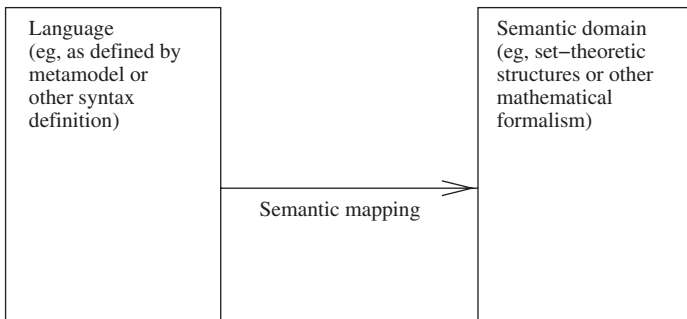 Language
(eg, as defined by
metamodel or
other syntax
definition)
Semantic domain
(eg, set−theoretic
structures or other
mathematical
formalism)
Semantic mapping